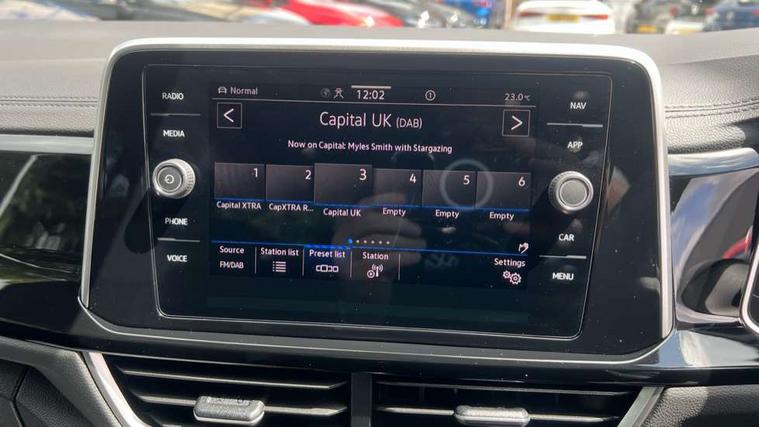 RADIO
MEDIA
PHONE
VOICE
Normal
12:02
23.0°C
Capital UK (DAB)
Now on Capital: Myles Smith with Stargazing
1 2 3 4 5 6
Capital XTRA CapXTRA R... Capital UK Empty Empty Empty
Source Station list Preset list Station Settings
FM/DAB
NAV
APP
CAR
MENU